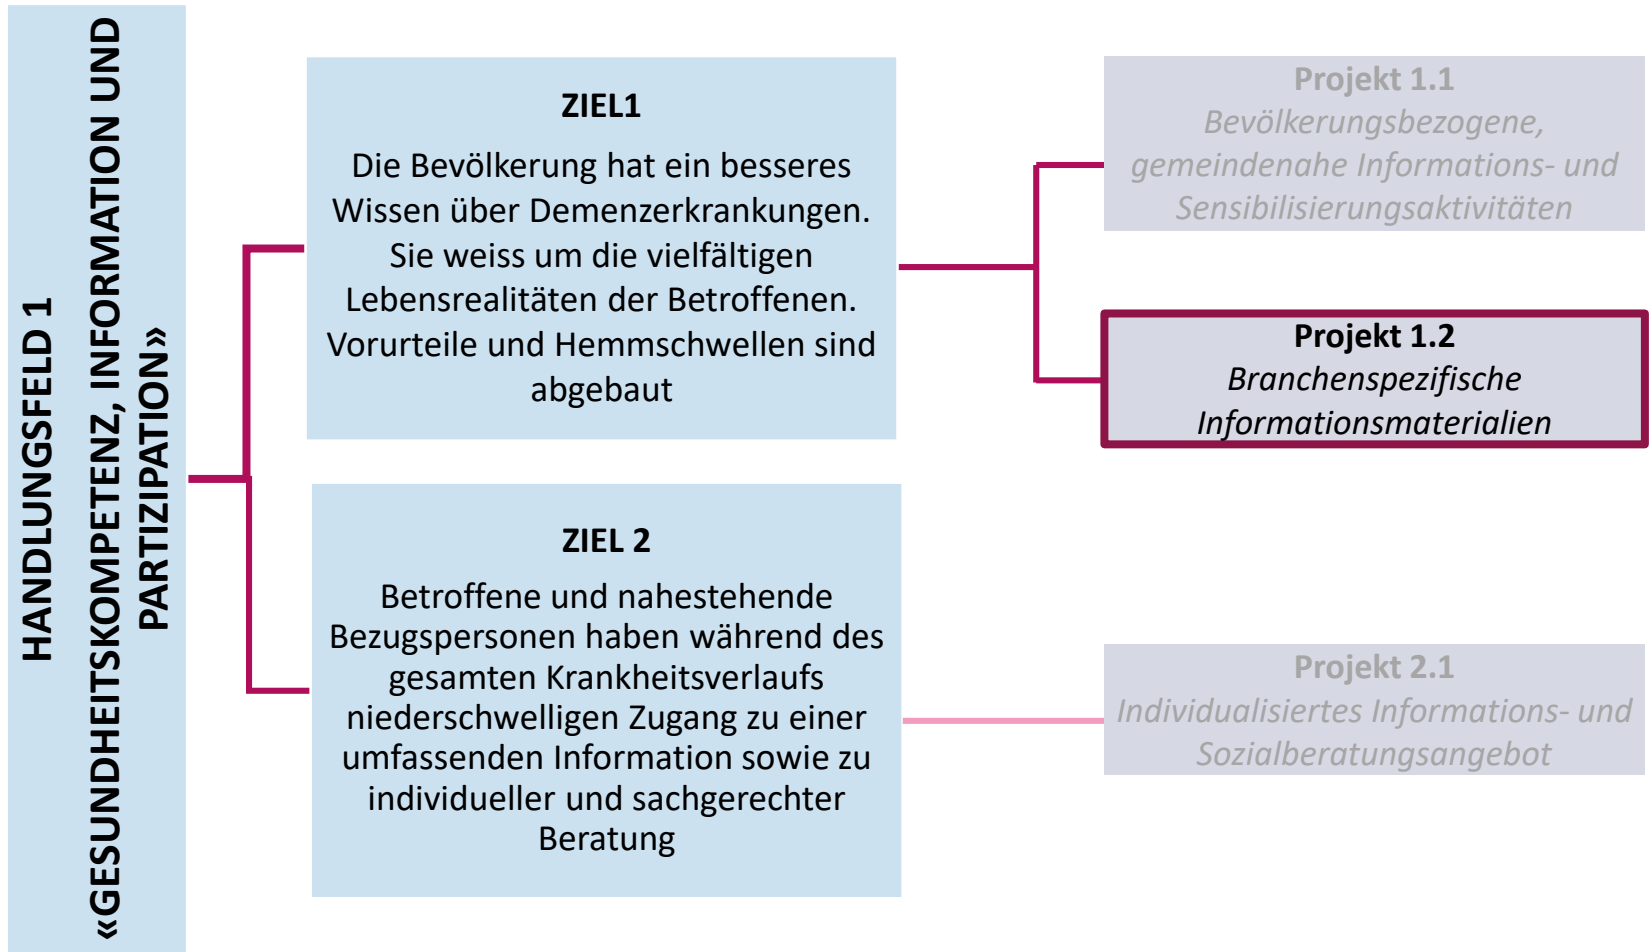 HANDLUNGSFELD 1
«GESUNDHEITSKOMPETENZ, INFORMATION UND
PARTIZIPATION»
ZIEL1
Die Bevölkerung hat ein besseres
Wissen über Demenzerkrankungen.
Sie weiss um die vielfältigen
Lebensrealitäten der Betroffenen.
Vorurteile und Hemmschwellen sind
abgebaut
ZIEL 2
Betroffene und nahestehende
Bezugspersonen haben während des
gesamten Krankheitsverlaufs
niederschwelligen Zugang zu einer
umfassenden Information sowie zu
individueller und sachgerechter
Beratung
Projekt 1.1
Bevölkerungsbezogene,
gemeindenahe Informations- und
Sensibilisierungsaktivitäten
Projekt 1.2
Branchenspezifische
Informationsmaterialien
Projekt 2.1
Individualisiertes Informations- und
Sozialberatungsangebot